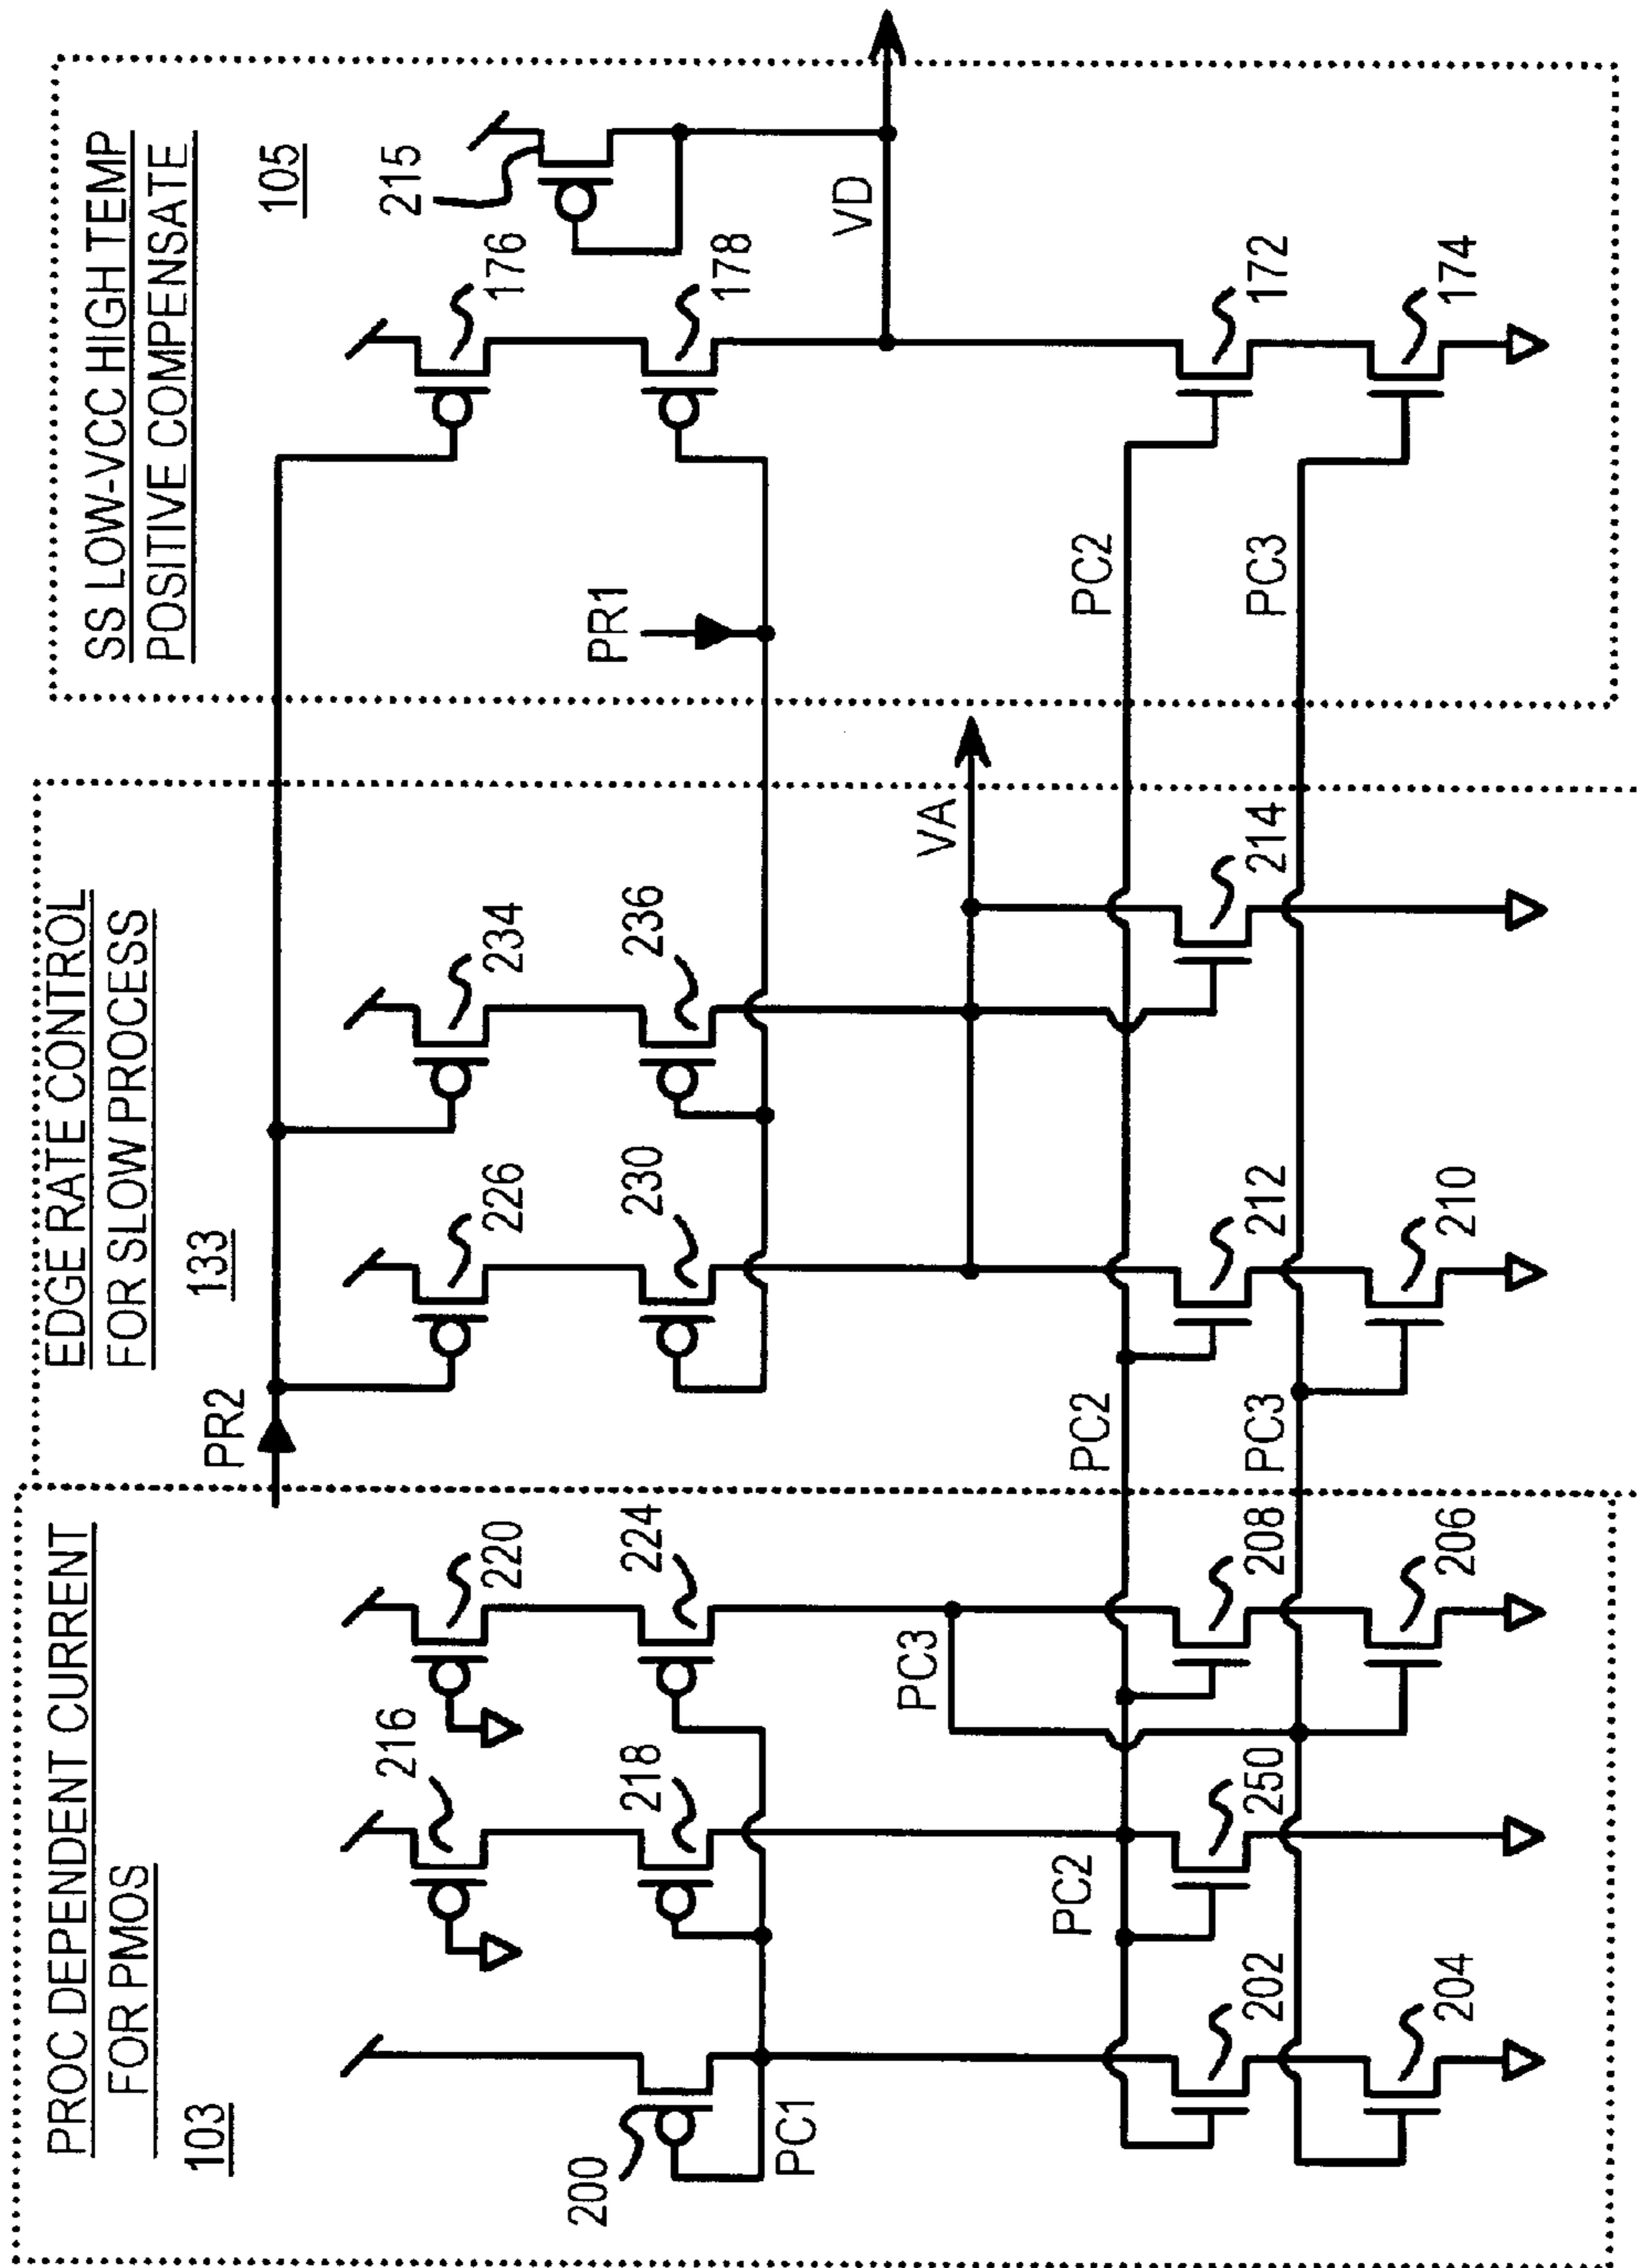 PROC DEPENDENT CURRENT
FOR PMOS
103
200
PC1
216
218
220
224
PC3
PC2
202
204
250
208
206
EDGE RATE CONTROL
FOR SLOW PROCESS
133
PR2
226
230
234
236
VA
PC2
PC3
212
210
214
SS LOW-VCC HIGH TEMP
POSITIVE COMPENSATE
105
215
176
178
PR1
VD
PC2
PC3
172
174